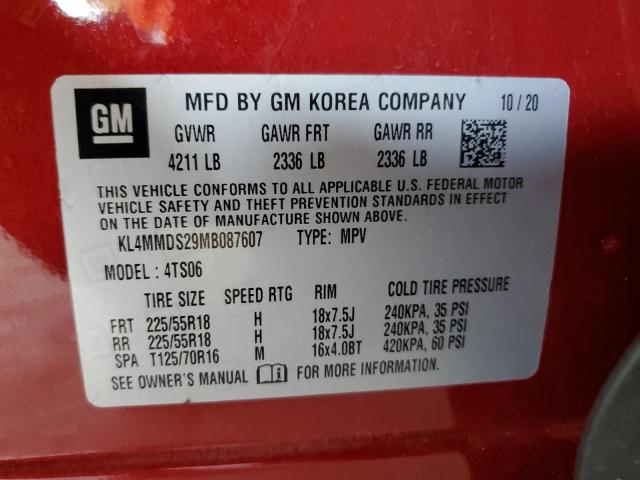 GM MFD BY GM KOREA COMPANY 10/20
GVWR GAWR FRT GAWR RR
4211 LB 2336 LB 2336 LB
THIS VEHICLE CONFORMS TO ALL APPLICABLE U.S. FEDERAL MOTOR
VEHICLE SAFETY AND THEFT PREVENTION STANDARDS IN EFFECT
ON THE DATE OF MANUFACTURE SHOWN ABOVE.
KL4MMDS29MB087607 TYPE: MPV
MODEL: 4TS06
TIRE SIZE SPEED RTG RIM COLD TIRE PRESSURE
FRT 225/55R18 H 18x7.5J 240KPA, 35 PSI
RR 225/55R18 H 18x7.5J 240KPA, 35 PSI
SPA T125/70R16 M 16x4.0BT 420KPA, 60 PSI
SEE OWNER'S MANUAL FOR MORE INFORMATION.